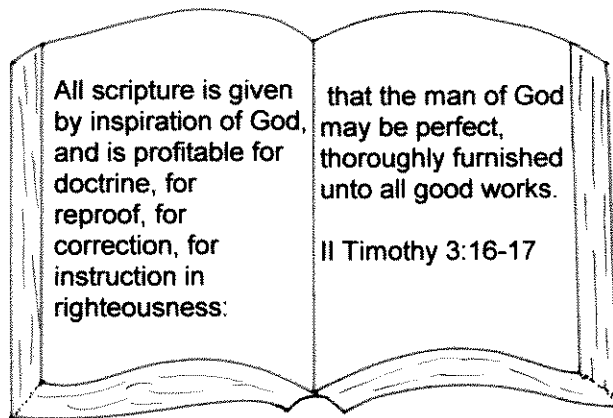 All scripture is given
by inspiration of God,
and is profitable for
doctrine, for
reproof, for
correction, for
instruction in
righteousness:
that the man of God
may be perfect,
thoroughly furnished
unto all good works.
II Timothy 3:16-17